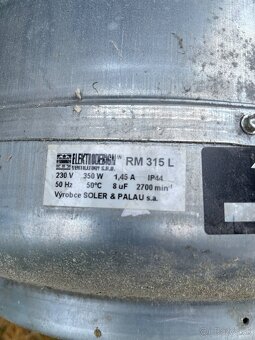 ELEKTRODESIGN RM 315 L
VENTILÁTORY s.r.o.
230 V 350 W 1,45 A IP44
50 Hz 50°C 8 uF 2700 min⁻¹
Výrobce SOLER & PALAU s.a.